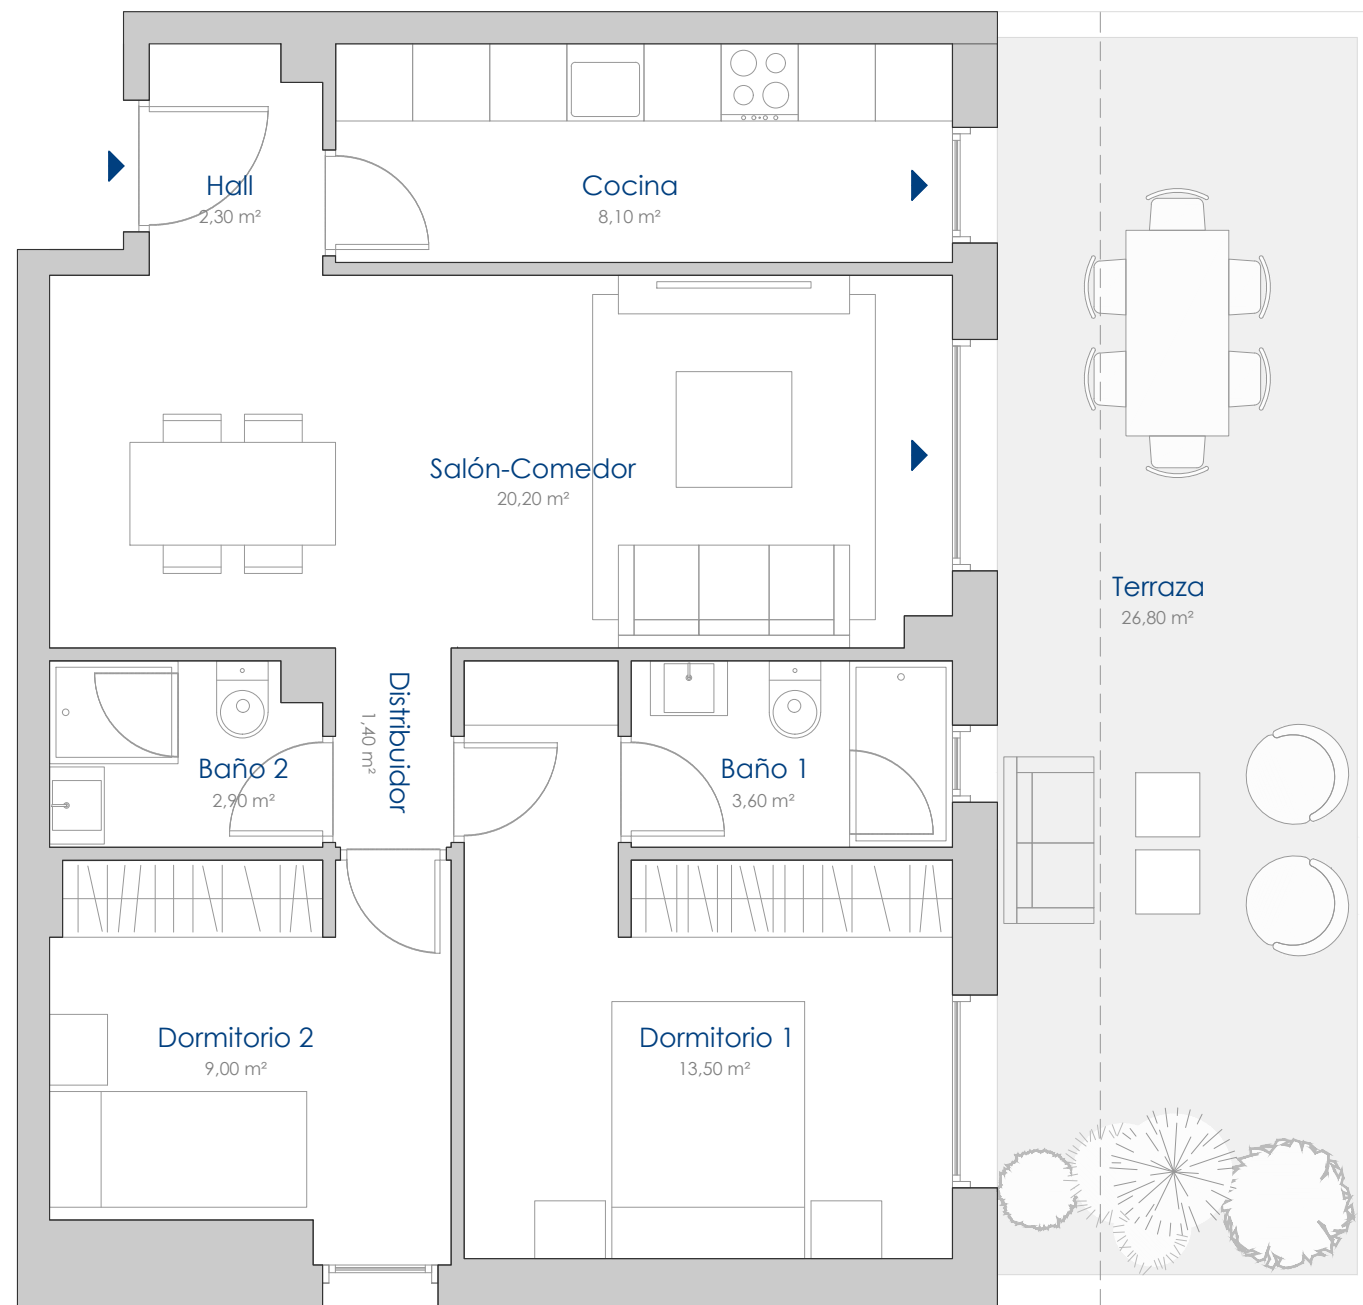 Hall
2,30 m²
Cocina
8,10 m²
Salón-Comedor
20,20 m²
Terraza
26,80 m²
Distribuidor
1,40 m²
Baño 2
2,90 m²
Baño 1
3,60 m²
Dormitorio 2
9,00 m²
Dormitorio 1
13,50 m²